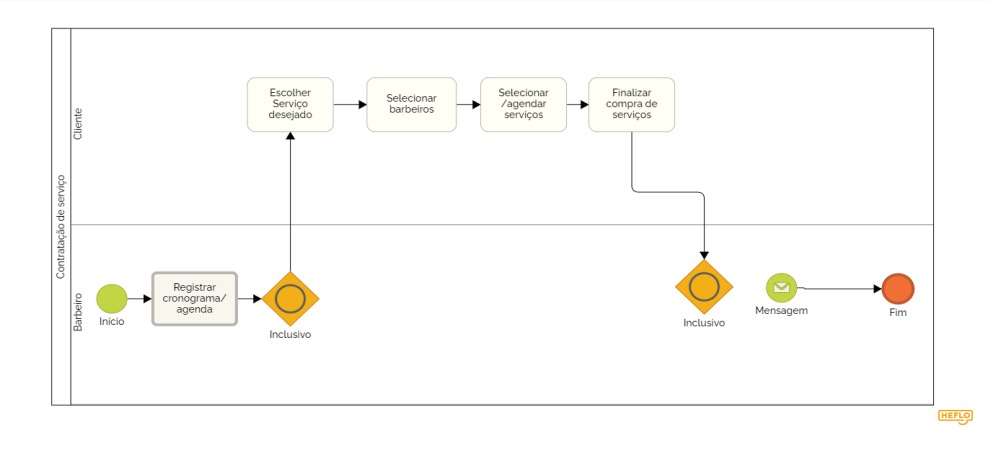 Contratação de serviço
Cliente
Escolher
Serviço
desejado
Selecionar
barbeiros
Selecionar
/agendar
serviços
Finalizar
compra de
serviços
Barbeiro
Início
Registrar
cronograma/
agenda
Inclusivo
Inclusivo
Mensagem
Fim
HEFLO